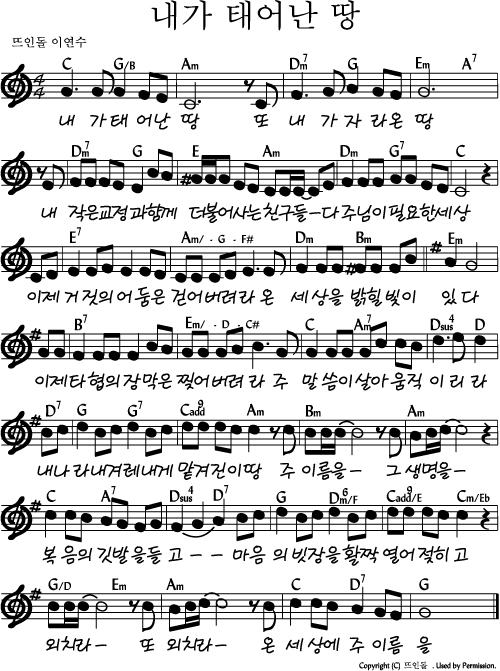 내가 태어난 땅
뜨인돌 이연수
C G/B Am Dm7 G Em A7
4 4
내 가태 어난 땅 또 내 가 자 라온 땅
Dm7 G E Am Dm G7 C
내 작은교정 과함께 더불어사는친구들-다 주님이 필요한세상
E7 Am/ · G · F# Dm Bm Em
이제 거 짓의 어 둠은 걷어 버려라 온 세 상을 밝힐 빛이 있 다
B7 Em/ · D · C# C Am7 Dsus4 D
이제타 협의 장 막은 찢어 버려 라 주 말 씀이 살아 움직 이 리 라
D7 G G7 Cadd9 Am Bm Am
내나 라내겨레내게 맡겨진이 땅 주 이름을- 그 생명을-
C A7 Dsus4 D7 G Dm6/F Cadd9/E Cm/Eb
복 음의 깃발을들 고-- 마음 의 빗장을 활짝 열어 젖히 고
G/D Em Am C D7 G
외치라- 또 외치라- 온 세상에 주 이름 을
Copyright (C) 뜨인돌 . Used by Permission.